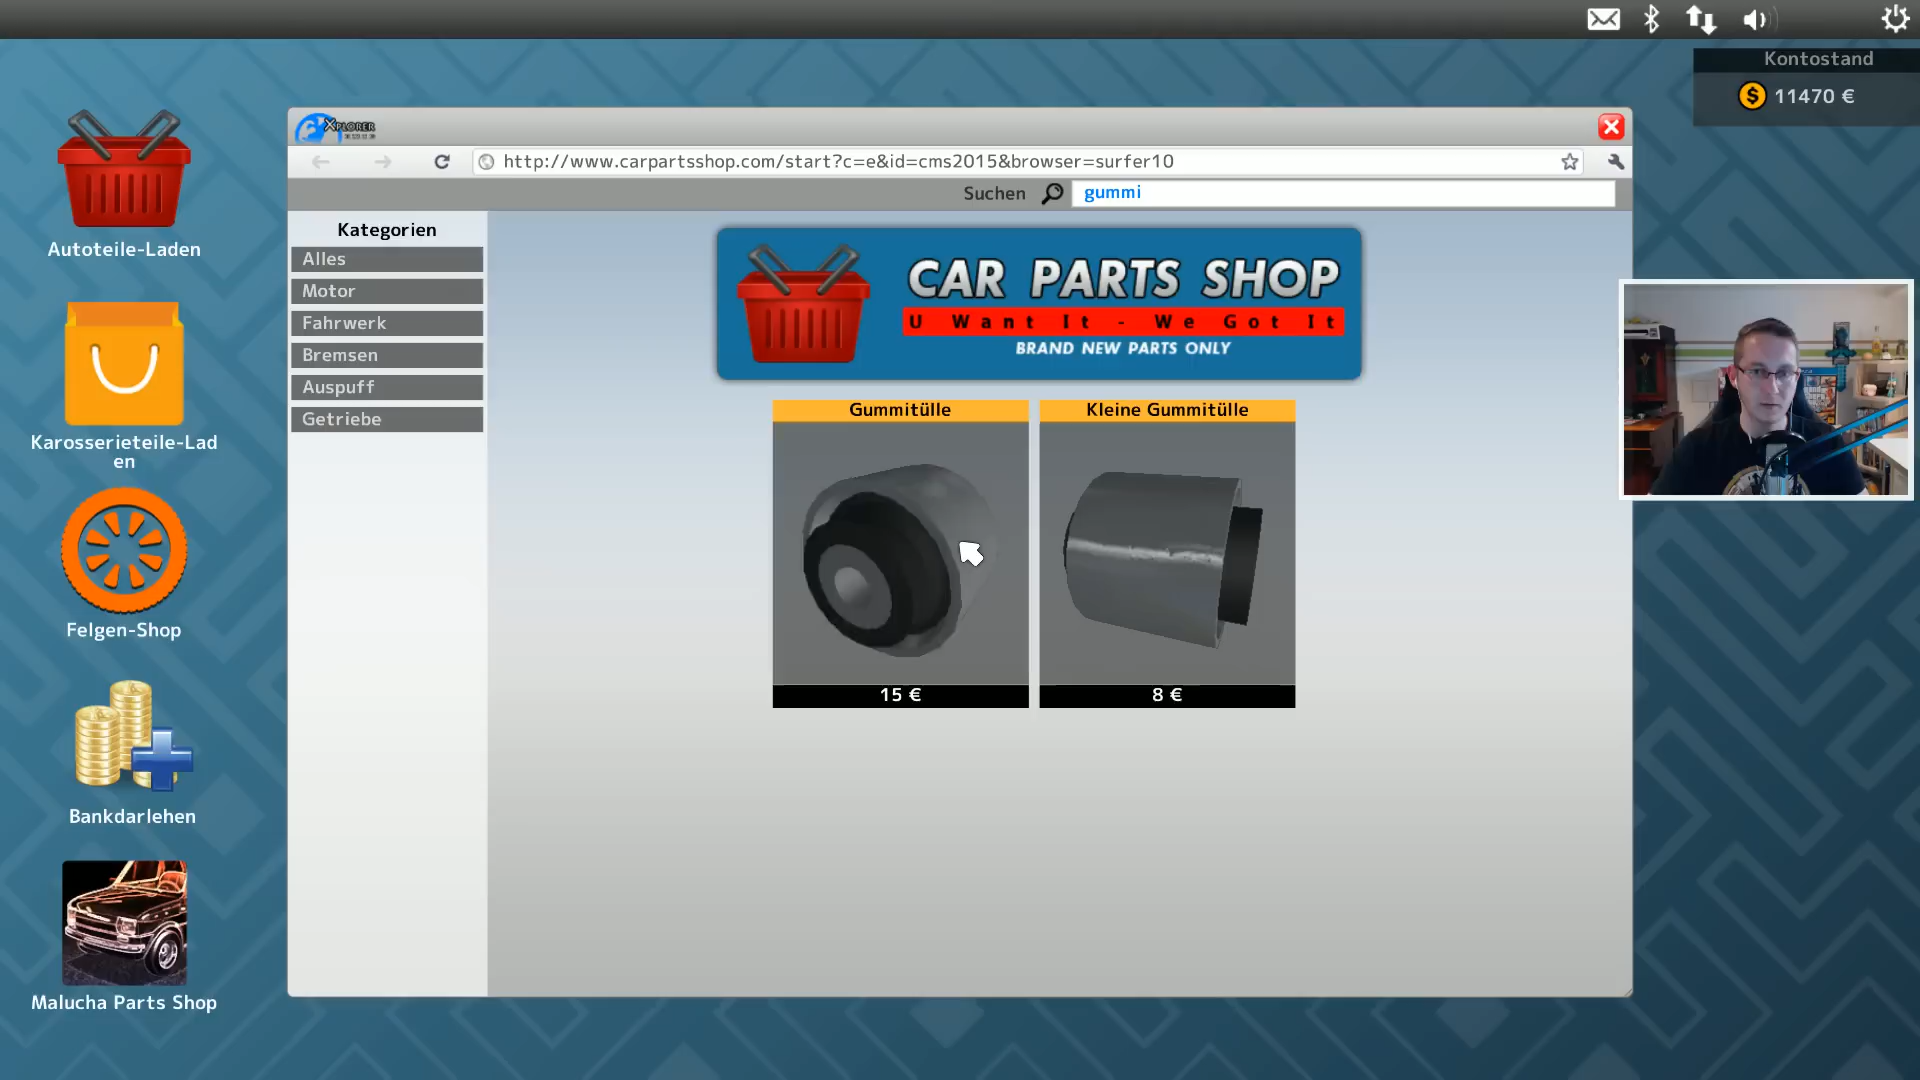 Kontostand
11470 €
Autoteile-Laden
Karosserieteile-Lad
en
Felgen-Shop
Bankdarlehen
Malucha Parts Shop
XPLORER
http://www.carpartsshop.com/start?c=e&id=cms2015&browser=surfer10
Suchen
gummi
Kategorien
Alles
Motor
Fahrwerk
Bremsen
Auspuff
Getriebe
CAR PARTS SHOP
U Want It - We Got It
BRAND NEW PARTS ONLY
Gummitülle
15 €
Kleine Gummitülle
8 €